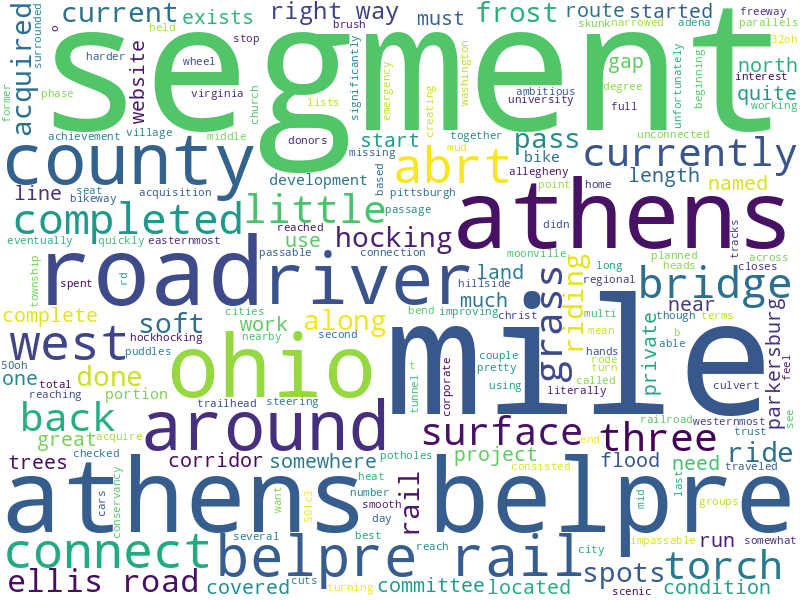 current exists right way brush must frost route started skunk narrowed adena freeway
held stop parallels
segment
acquired website o harder wheel virginia former phase surrounded church
significantly emergency creating washington lists
gap unfortunately degree beginning north 32oh interest quite working
ambitious university full
achievement village middle donors together unconnected
county missing start pass bike abrt currently
line seat bikeway acquisition development based pittsburgh allegheny length point home named
completed little reached passage athens
eventually quickly easternmost use hocking didn tracks
township rd spent passable connection moonville land hillside regional long planned heads across closes
road river grass riding bridge
complete soft cities along bend improving christ much multi mean though terms near
west hockhocking puddles nearby work second couple pretty hands rode turn b able private parkersburg feel
50oh one total done portion ohio using called culvert mile
reaching trailhead steering tunnel r corporate literally railroad westernmost see
back great acquire around surface three trust
trees checked corridor somewhere potholes project end flood need ride
cars conservancy heat rail consisted traveled last groups
want 501c3 number smooth day mid impassable run somewhat
athens belpre
connect several best reach city spots torch
belpre rail
ellis road covered cuts turning committee located scenic condition